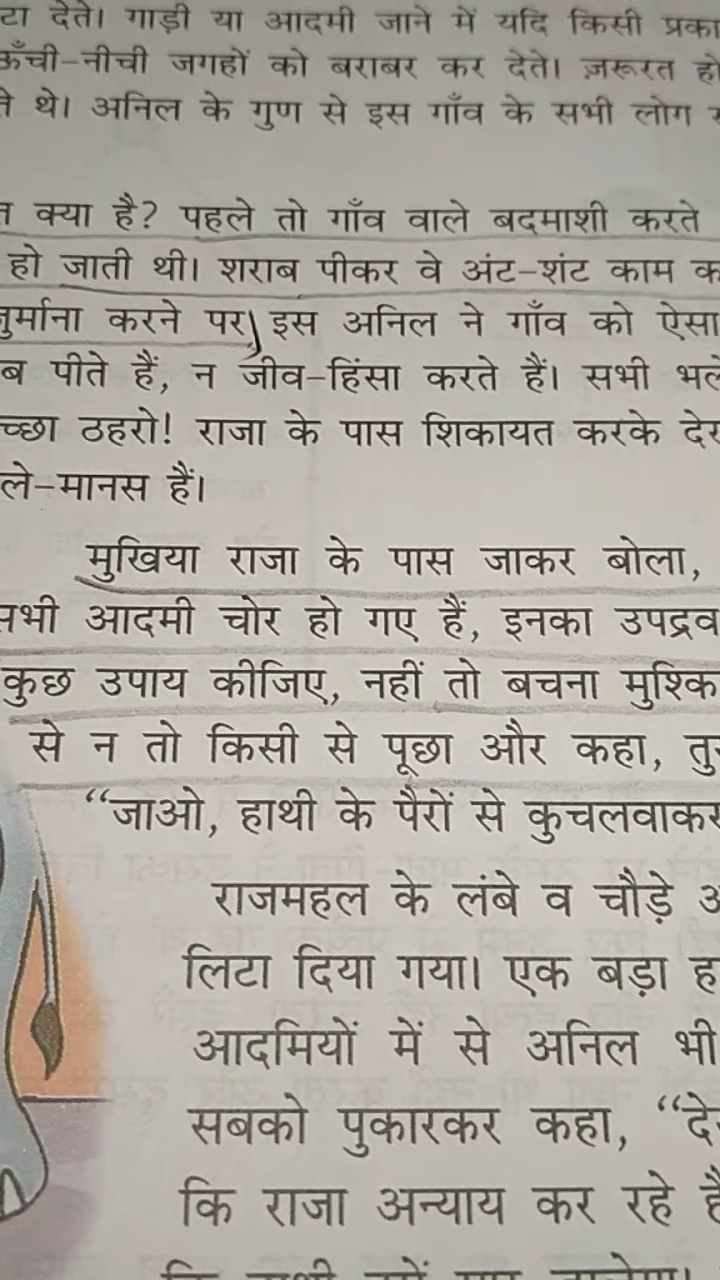 टा देते। गाड़ी या आदमी जाने में यदि किसी
ऊँची-नीची जगहों को बराबर कर देते। ज़रूरत
थे। अनिल के गुण से इस गाँव के सभी लोग
क्या है? पहले तो गाँव वाले बदमाशी करते
हो जाती थी। शराब पीकर वे अंट-शंट काम
जुर्माना करने पर) इस अनिल ने गाँव को ऐसा
ब पीते हैं, न जीव-हिंसा करते हैं। सभी
च्छा ठहरो! राजा के पास शिकायत करके
ले-मानस हैं।
मुखिया राजा के पास जाकर बोला,
सभी आदमी चोर हो गए हैं, इनका उपद्रव
कुछ उपाय कीजिए, नहीं तो बचना
से न तो किसी से पूछा और कहा,
“जाओ, हाथी के पैरों से कुचलवाकर
राजमहल के लंबे व चौड़े
लिटा दिया गया। एक बड़ा
आदमियों में से अनिल भी
सबको पुकारकर कहा,
कि राजा अन्याय कर रहे